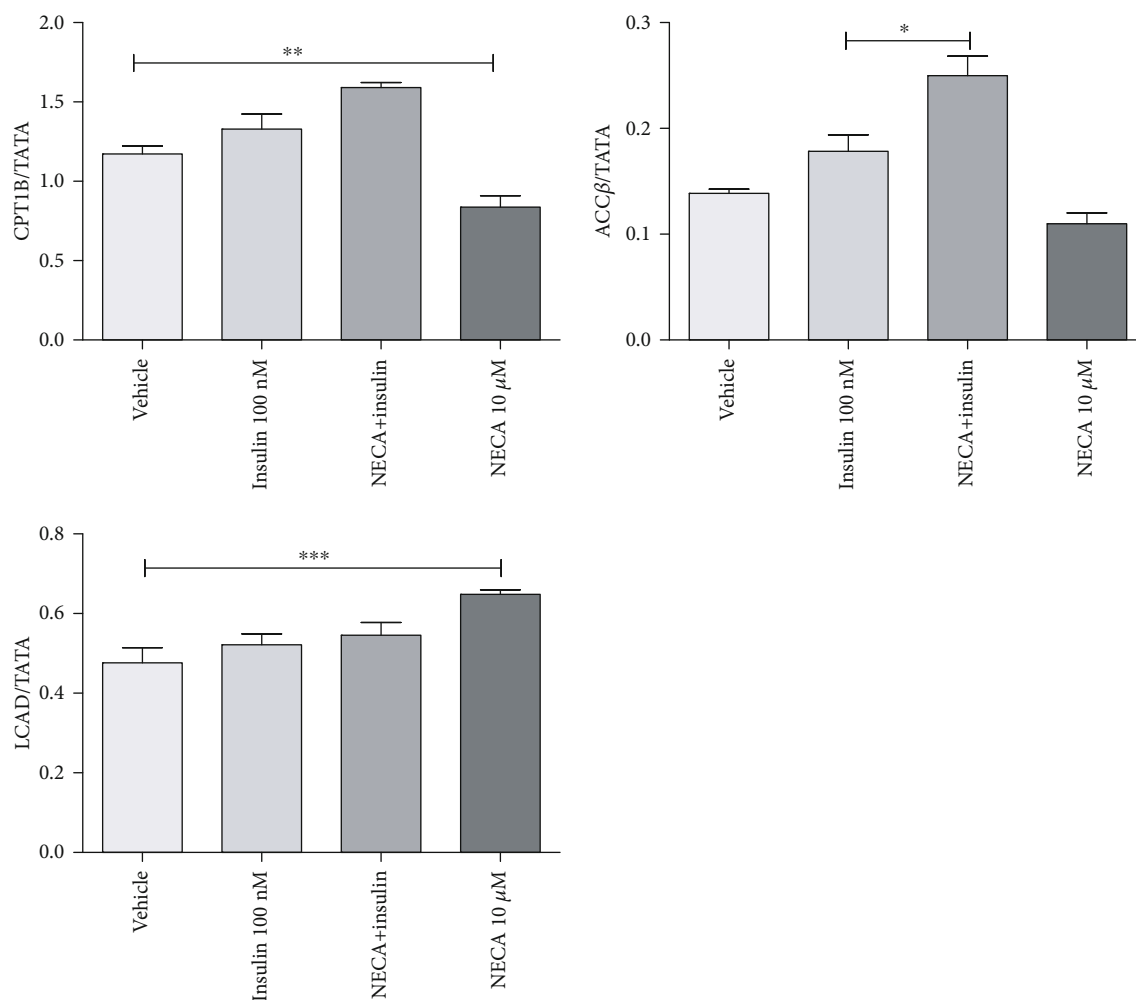 2.0
1.5
1.0
0.5
0.0
CPT1B/TATA
**
Vehicle
Insulin 100 nM
NECA+insulin
NECA 10 μM
0.3
0.2
0.1
0.0
ACCβ/TATA
*
Vehicle
Insulin 100 nM
NECA+insulin
NECA 10 μM
0.8
0.6
0.4
0.2
0.0
LCAD/TATA
***
Vehicle
Insulin 100 nM
NECA+insulin
NECA 10 μM